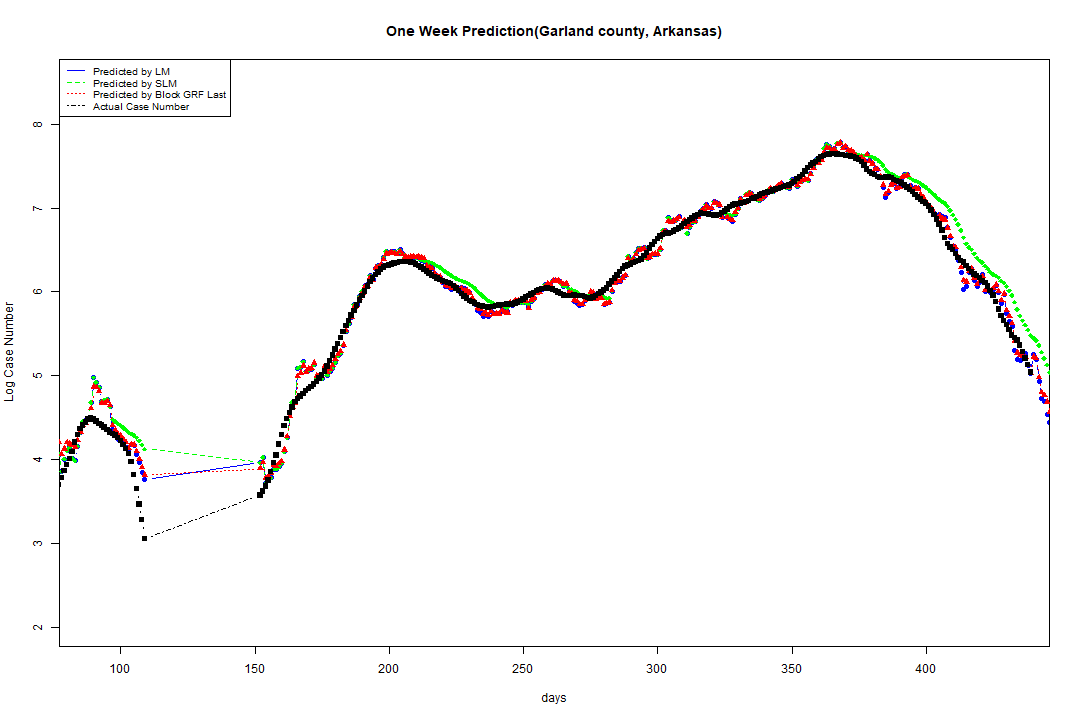 One Week Prediction(Garland county, Arkansas)
Predicted by LM
Predicted by SLM
Predicted by Block GRF Last
Actual Case Number
8
7
6
5
4
3
2
Log Case Number
100 150 200 250 300 350 400
days